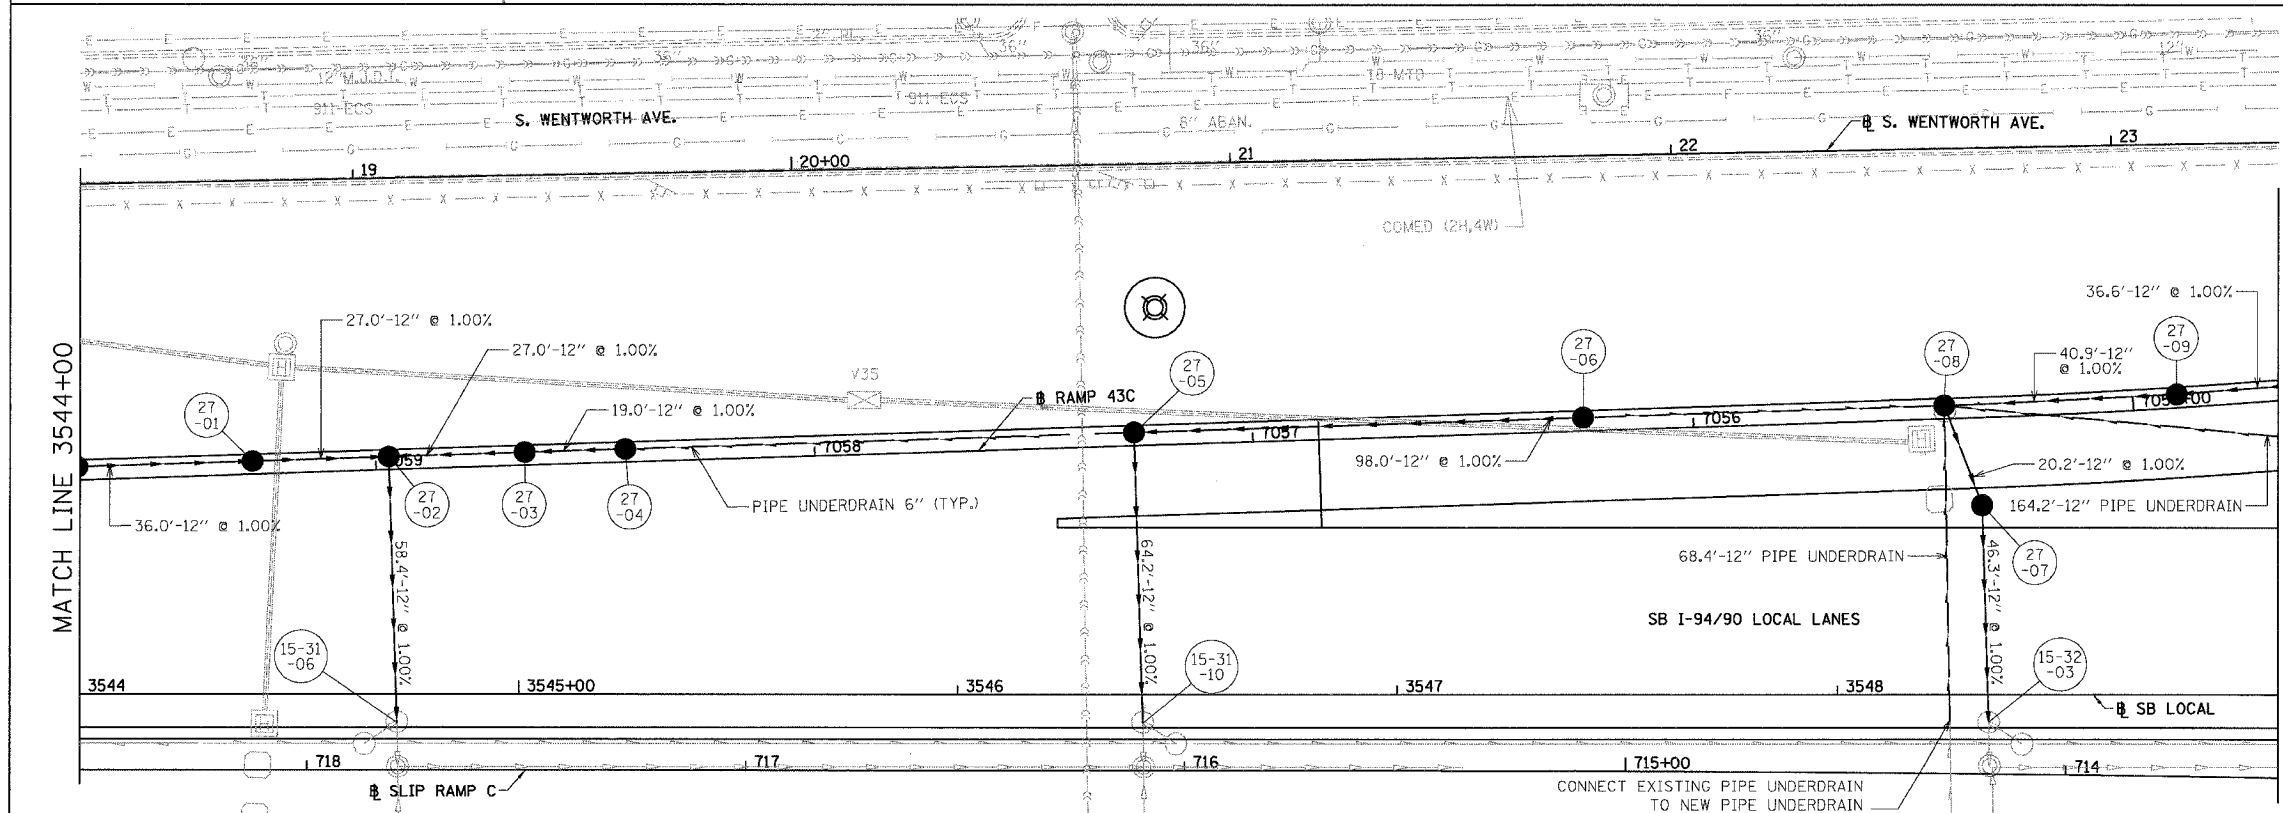 36"
36"
36"
12"
12" M.J.D.I.
18 MTD
911 ECS
911 ECS
S. WENTWORTH AVE.
8" ABAN.
℄ S. WENTWORTH AVE.
19
20+00
21
22
23
COMED (2H,4W)
MATCH LINE 3544+00
27.0'-12" @ 1.00%
27.0'-12" @ 1.00%
19.0'-12" @ 1.00%
V35
℄ RAMP 43C
36.6'-12" @ 1.00%
40.9'-12"
@ 1.00%
27
-01
27
-02
27
-03
27
-04
27
-05
27
-06
27
-08
27
-09
7059
7058
7057
7056
36.0'-12" @ 1.00%
PIPE UNDERDRAIN 6" (TYP.)
98.0'-12" @ 1.00%
20.2'-12" @ 1.00%
164.2'-12" PIPE UNDERDRAIN
27
-07
58.4'-12" @ 1.00%
64.2'-12" @ 1.00%
68.4'-12" PIPE UNDERDRAIN
46.3'-12" @ 1.00%
SB I-94/90 LOCAL LANES
15-31
-06
15-31
-10
15-32
-03
3544
3545+00
3546
3547
3548
℄ SB LOCAL
718
717
716
715+00
714
℄ SLIP RAMP C
CONNECT EXISTING PIPE UNDERDRAIN
TO NEW PIPE UNDERDRAIN